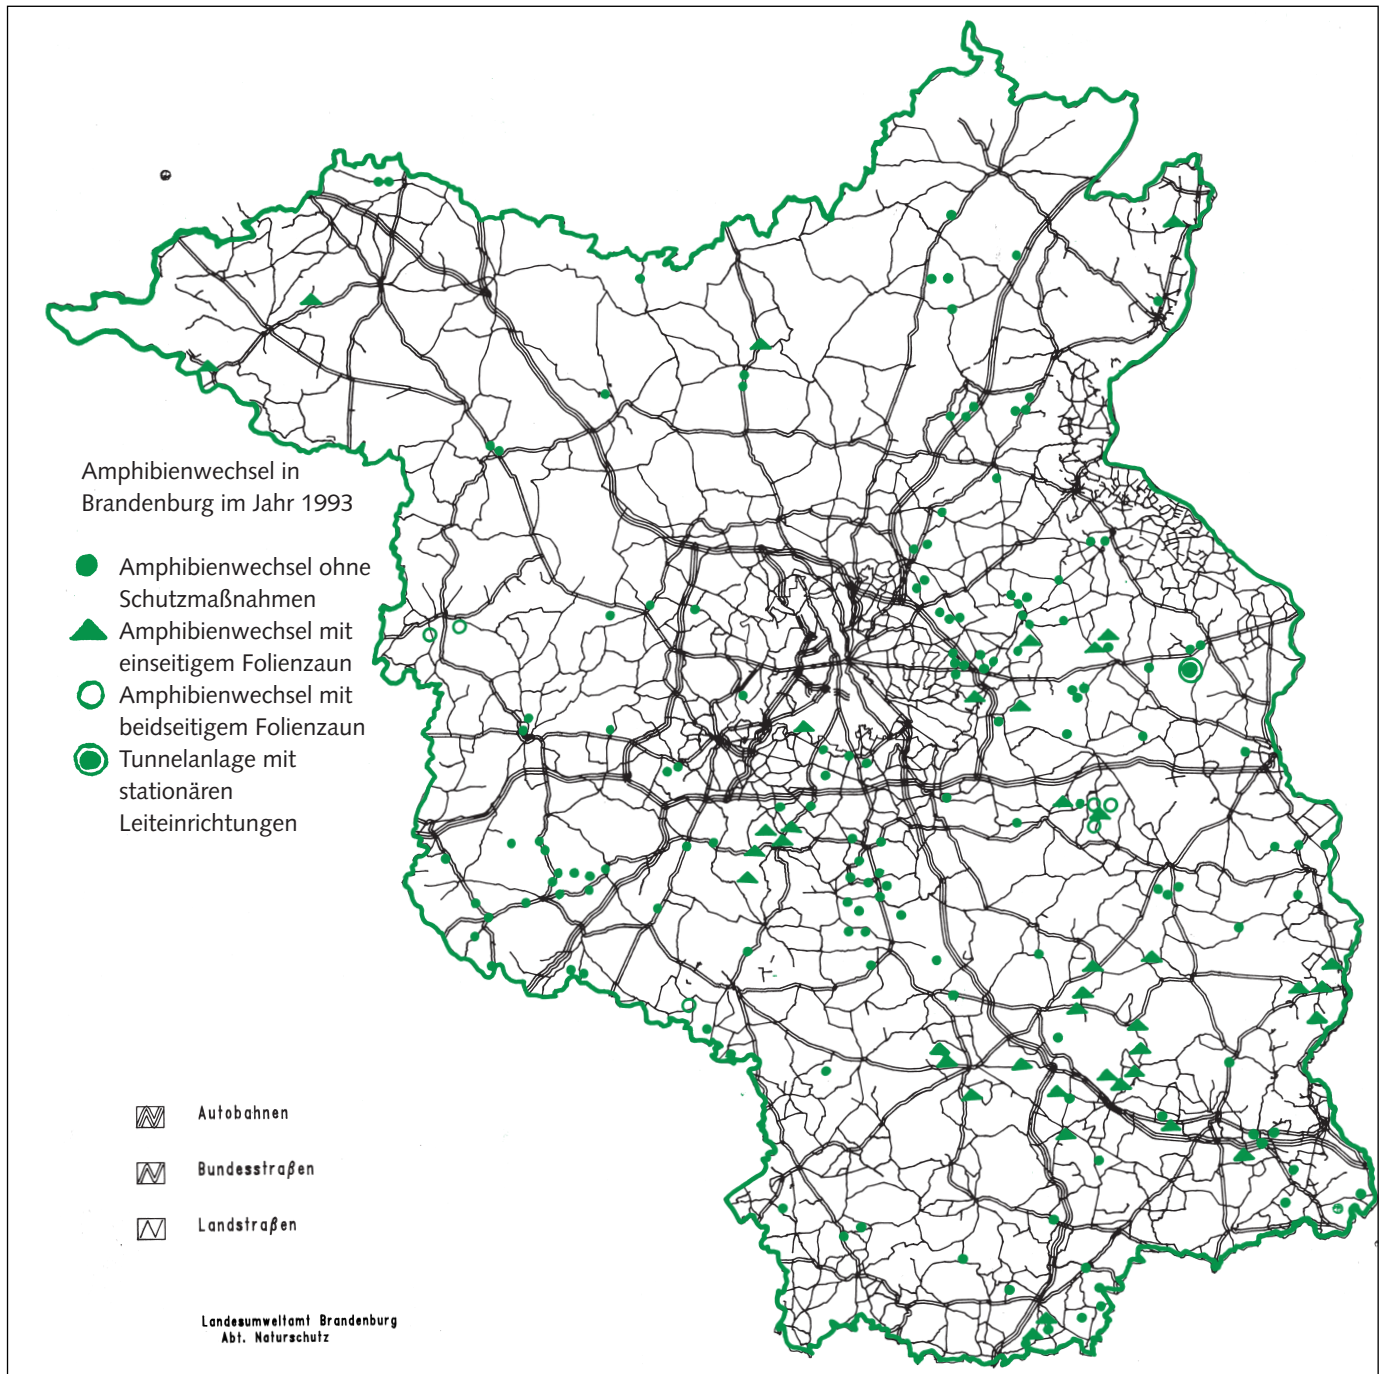 Amphibienwechsel in
Brandenburg im Jahr 1993
Amphibienwechsel ohne
Schutzmaßnahmen
Amphibienwechsel mit
einseitigem Folienzaun
Amphibienwechsel mit
beidseitigem Folienzaun
Tunnelanlage mit
stationären
Leiteinrichtungen
Autobahnen
Bundesstraßen
Landstraßen
Landesumweltamt Brandenburg
Abt. Naturschutz